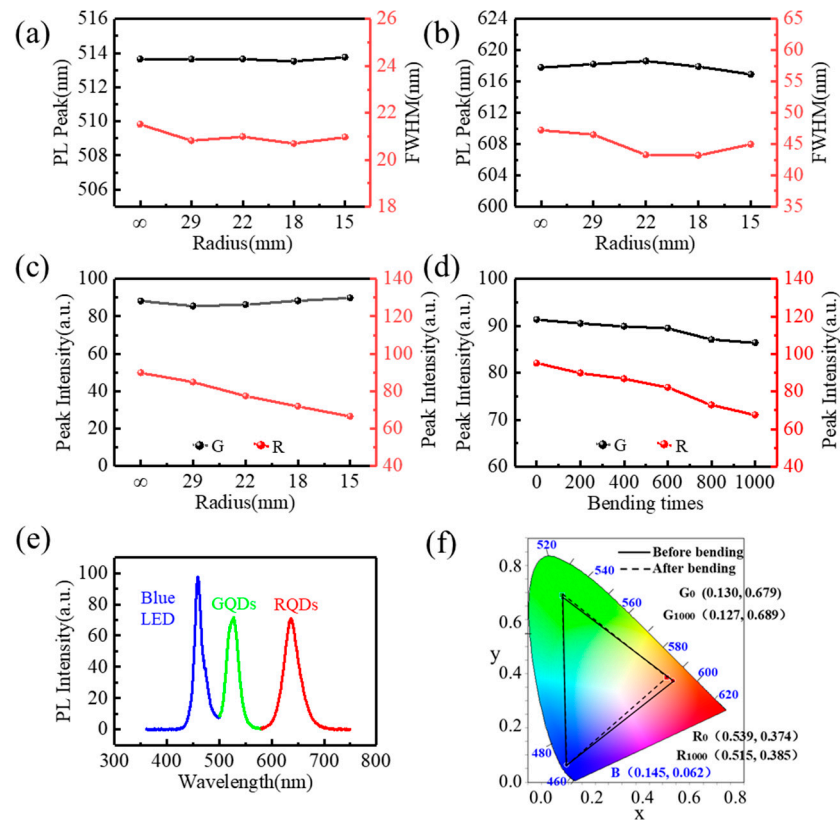 (a)
PL Peak(nm)
516
514
512
510
508
506
26
24
22
20
18
FWHM(nm)
∞ 29 22 18 15
Radius(mm)
(b)
PL Peak(nm)
624
620
616
612
608
604
600
65
60
55
50
45
40
35
FWHM(nm)
∞ 29 22 18 15
Radius(mm)
(c)
Peak Intensity(a.u.)
100
80
60
40
20
0
140
120
100
80
60
40
Peak Intensity(a.u.)
G R
∞ 29 22 18 15
Radius(mm)
(d)
Peak Intensity(a.u.)
100
90
80
70
60
140
120
100
80
60
40
Peak Intensity(a.u.)
G R
0 200 400 600 800 1000
Bending times
(e)
PL Intensity(a.u.)
100
80
60
40
20
0
Blue
LED
GQDs
RQDs
300 400 500 600 700 800
Wavelength(nm)
(f)
y
0.8
0.6
0.4
0.2
0.0
520
540
560
580
600
620
480
460
Before bending
After bending
G0 (0.130, 0.679)
G1000 (0.127, 0.689)
R0 (0.539, 0.374)
R1000 (0.515, 0.385)
B (0.145, 0.062)
0.0 0.2 0.4 0.6 0.8
x